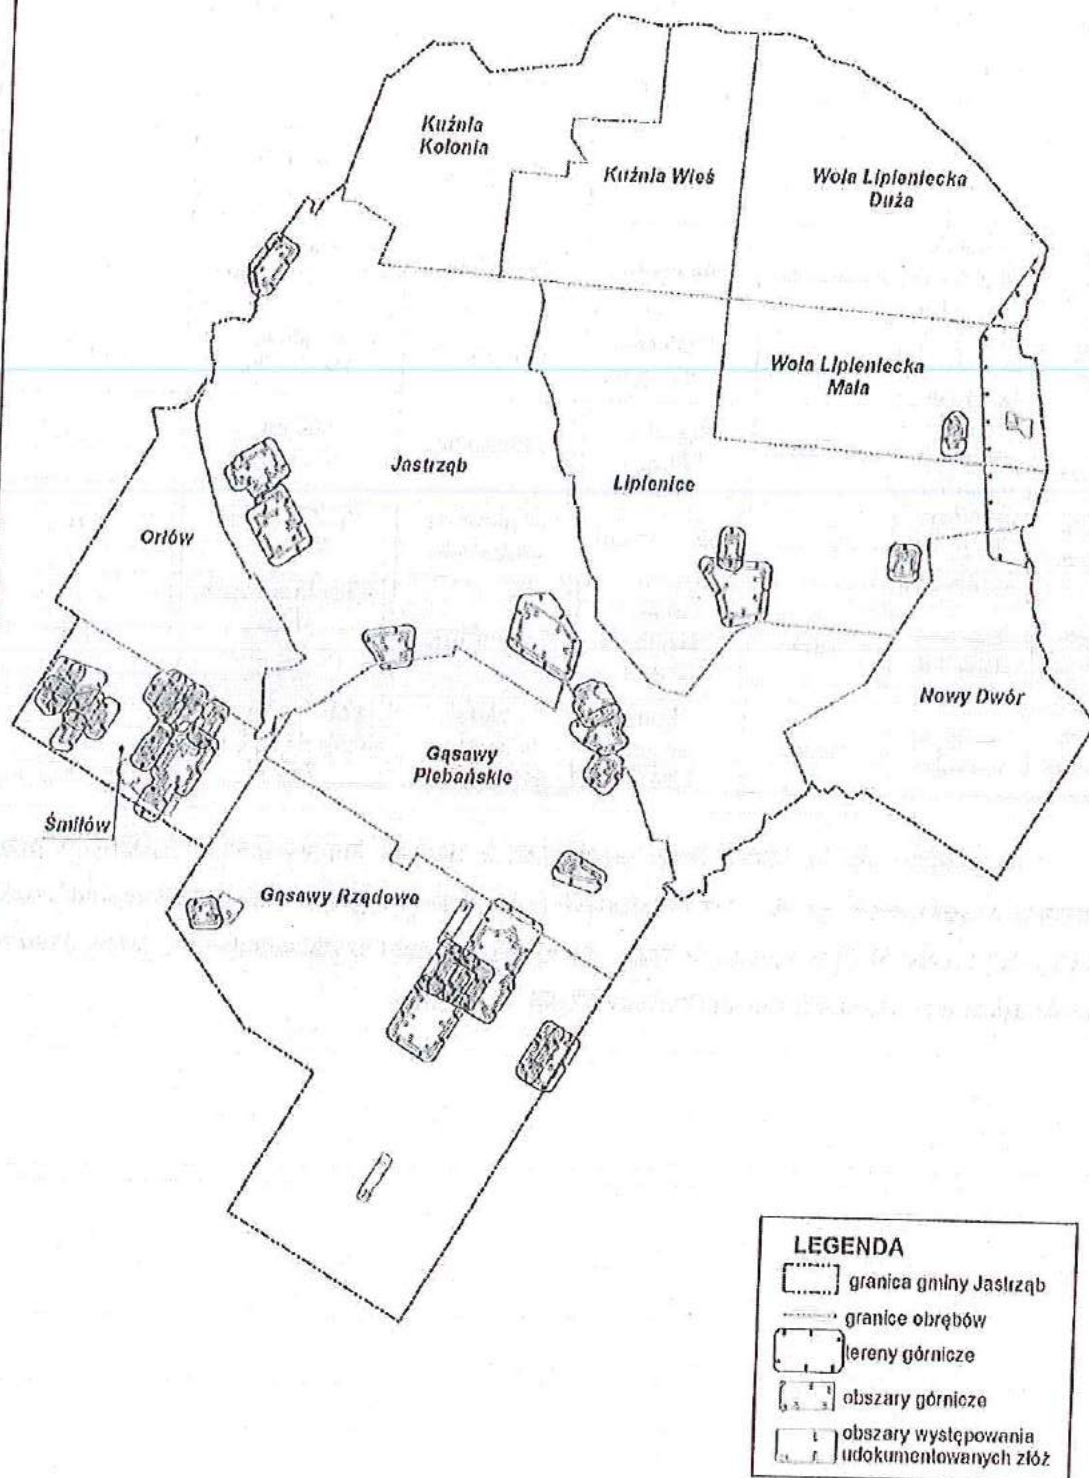 Kuźnia
Kolonia
Kuźnia Wieś
Wola Lipieniecka
Duża
Wola Lipieniecka
Mała
Jastrząb
Lipienice
Orłów
Nowy Dwór
Gąsawy
Plebańskie
Śmiłów
Gąsawy Rządowe
LEGENDA
granica gminy Jastrząb
granice obrębów
tereny górnicze
obszary górnicze
obszary występowania
udokumentowanych złóż